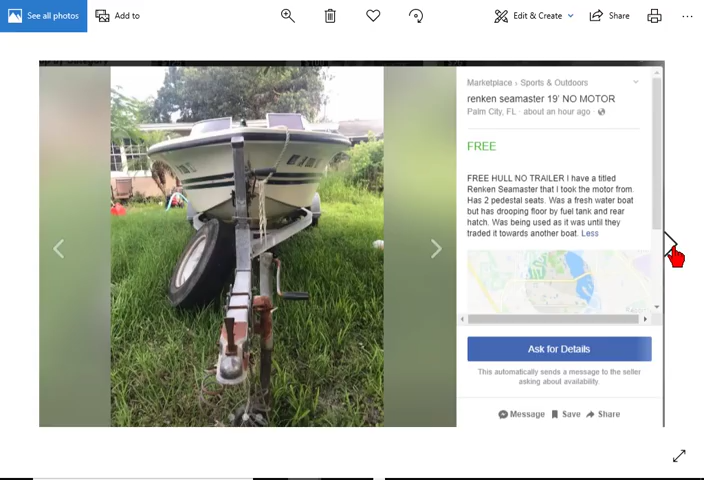 See all photos
Add to
Edit & Create
Share
Marketplace › Sports & Outdoors
renken seamaster 19' NO MOTOR
Palm City, FL · about an hour ago ·
FREE
FREE HULL NO TRAILER I have a titled
Renken Seamaster that I took the motor from.
Has 2 pedestal seats. Was a fresh water boat
but has drooping floor by fuel tank and rear
hatch. Was being used as it was until they
traded it towards another boat. Less
Ask for Details
This automatically sends a message to the seller
asking about availability.
Message Save Share